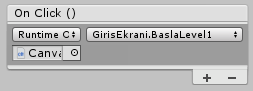 On Click ()
Runtime O GirisEkrani.BaslaLevel1
Canva